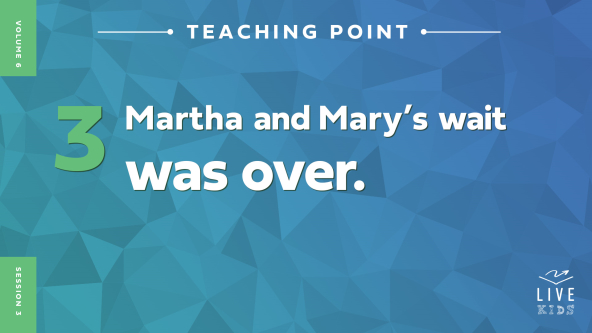 VOLUME 6
TEACHING POINT
3
Martha and Mary's wait
was over.
SESSION 3
LIVE
KIDS